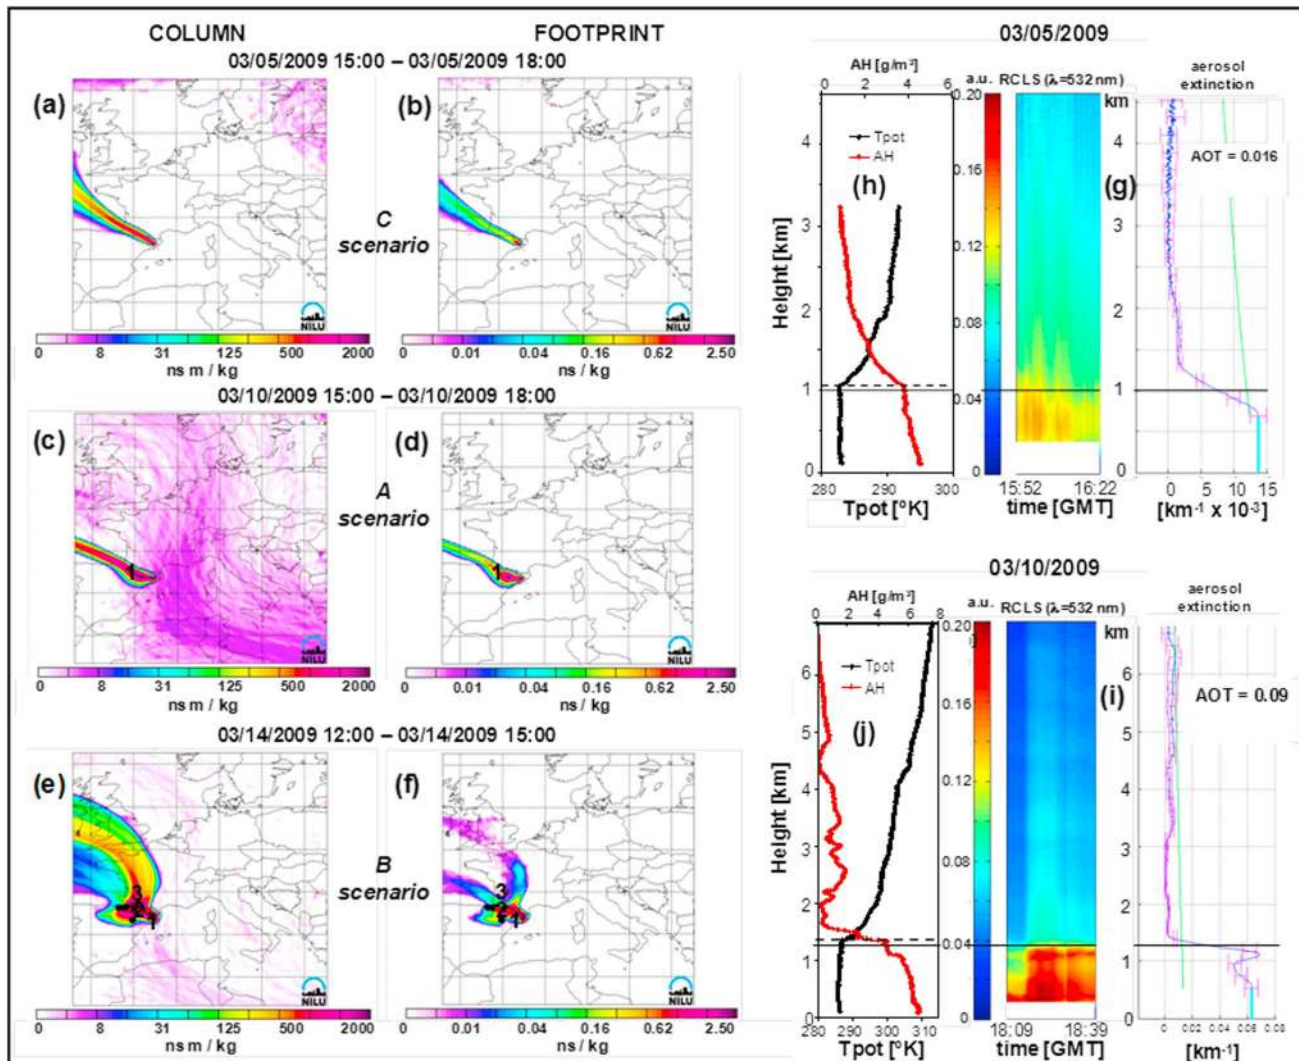 COLUMN FOOTPRINT
03/05/2009 15:00 – 03/05/2009 18:00
(a) (b)
C
scenario
NILU NILU
0 8 31 125 500 2000
ns m / kg
0 0.01 0.04 0.16 0.62 2.50
ns / kg
03/10/2009 15:00 – 03/10/2009 18:00
(c) (d)
A
scenario
1 1
NILU NILU
0 8 31 125 500 2000
ns m / kg
0 0.01 0.04 0.16 0.62 2.50
ns / kg
03/14/2009 12:00 – 03/14/2009 15:00
(e) (f)
B
scenario
3 1
3 2 1
NILU NILU
0 8 31 125 500 2000
ns m / kg
0 0.01 0.04 0.16 0.62 2.50
ns / kg
03/05/2009
AH [g/m³]
0 2 4 6
Tpot
AH
(h)
Height [km]
4
3
2
1
0
280 290 300
Tpot [°K]
a.u. RCLS (λ=532 nm)
0.20
0.16
0.12
0.08
0.04
0
15:52 16:22
time [GMT]
aerosol
extinction
km
(g)
AOT = 0.016
4
3
2
1
0
0 5 10 15
[km⁻¹ x 10⁻³]
03/10/2009
AH [g/m³]
0 2 4 6 8
Tpot
AH
(j)
Height [km]
6
5
4
3
2
1
0
280 290 300 310
Tpot [°K]
a.u. RCLS (λ=532 nm)
0.20
0.16
0.12
0.08
0.04
0
18:09 18:39
time [GMT]
aerosol
extinction
km
(i)
AOT = 0.09
6
5
4
3
2
1
0
0 0.02 0.04 0.06 0.08
[km⁻¹]